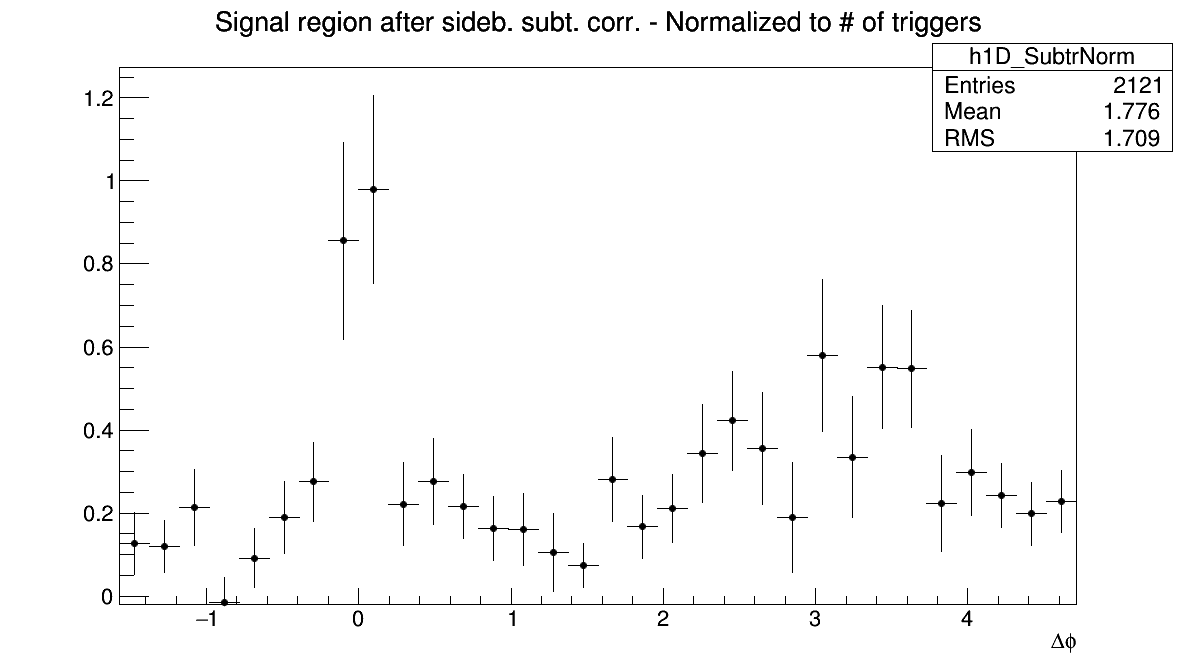 Signal region after sideb. subt. corr. - Normalized to # of triggers
h1D_SubtrNorm
Entries 2121
Mean 1.776
RMS 1.709
1.2
1
0.8
0.6
0.4
0.2
0
−1 0 1 2 3 4
Δϕ